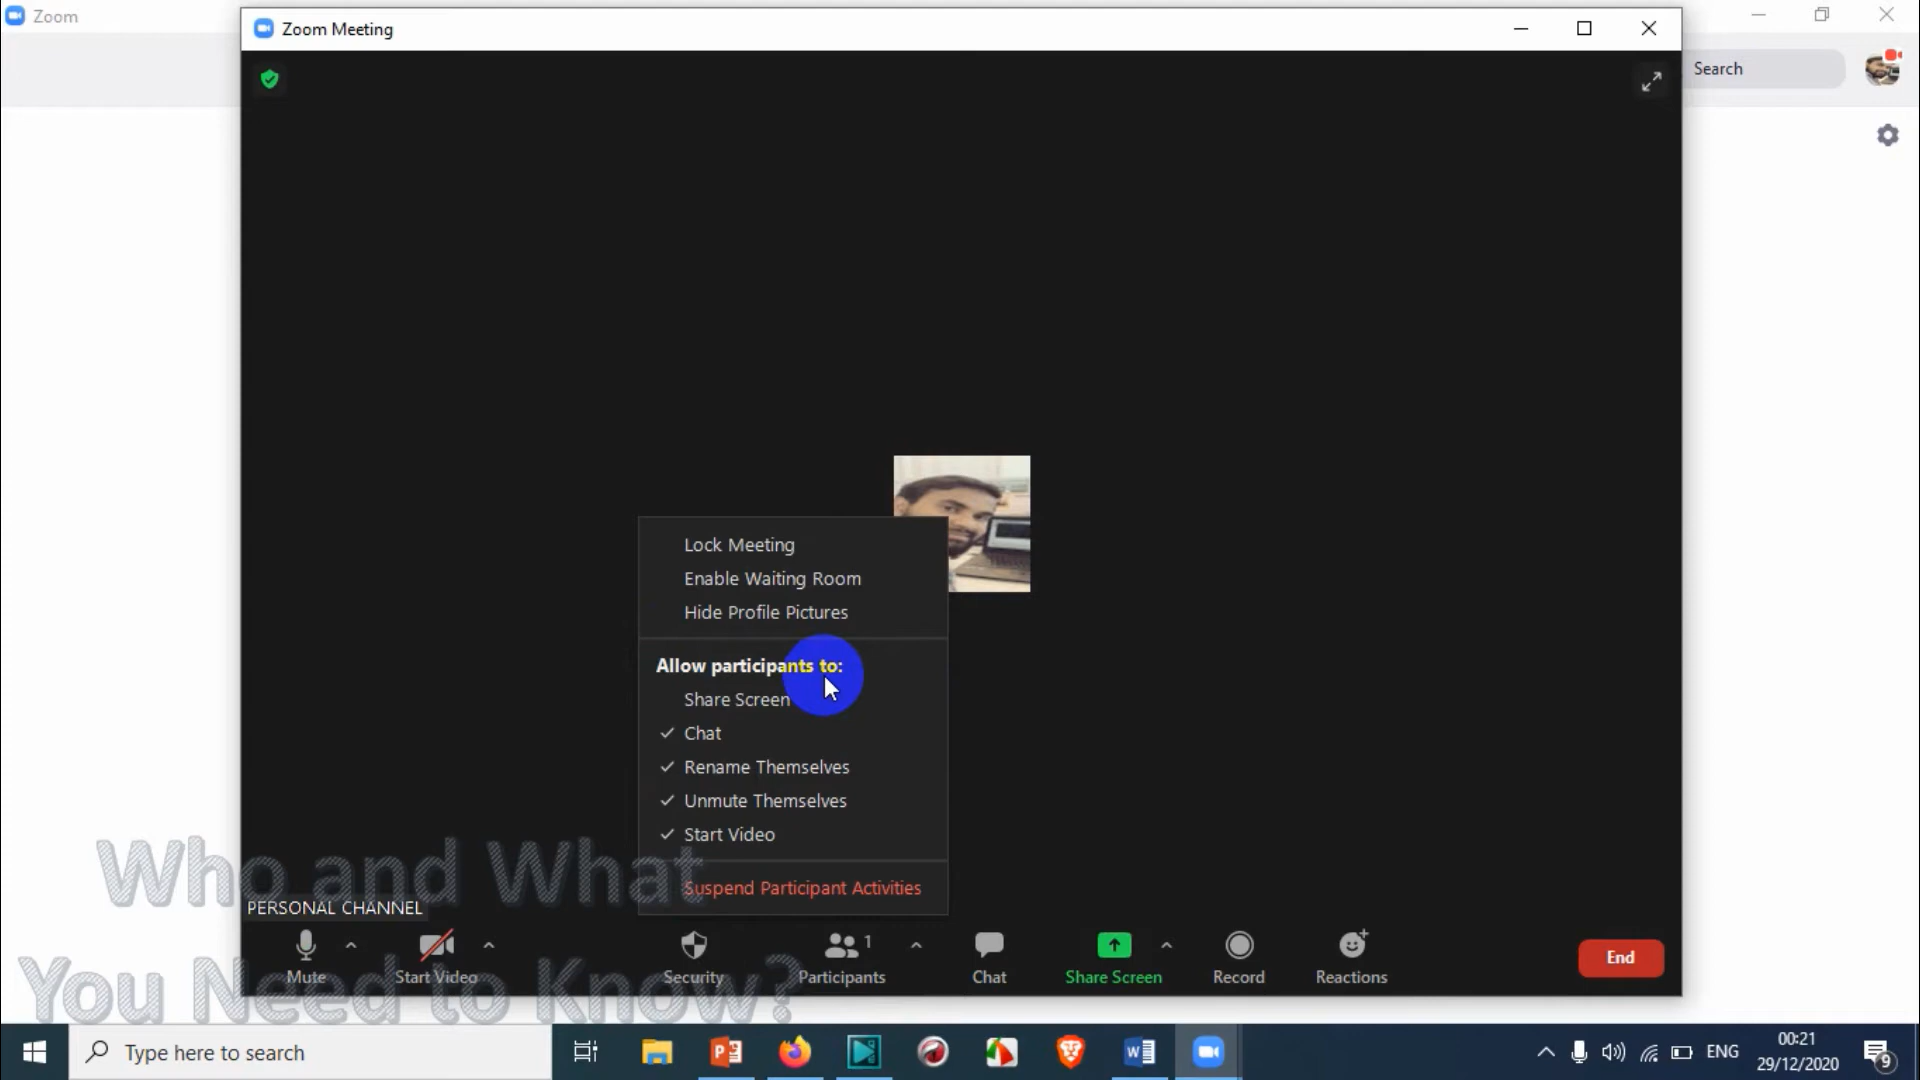 Zoom
Zoom Meeting
Search
Lock Meeting
Enable Waiting Room
Hide Profile Pictures
Allow participants to:
Share Screen
Chat
Rename Themselves
Unmute Themselves
Start Video
Suspend Participant Activities
Who and What
You Need to Know?
PERSONAL CHANNEL
Mute
Start Video
Security
Participants
1
Chat
Share Screen
Record
Reactions
End
Type here to search
ENG
00:21
29/12/2020
9